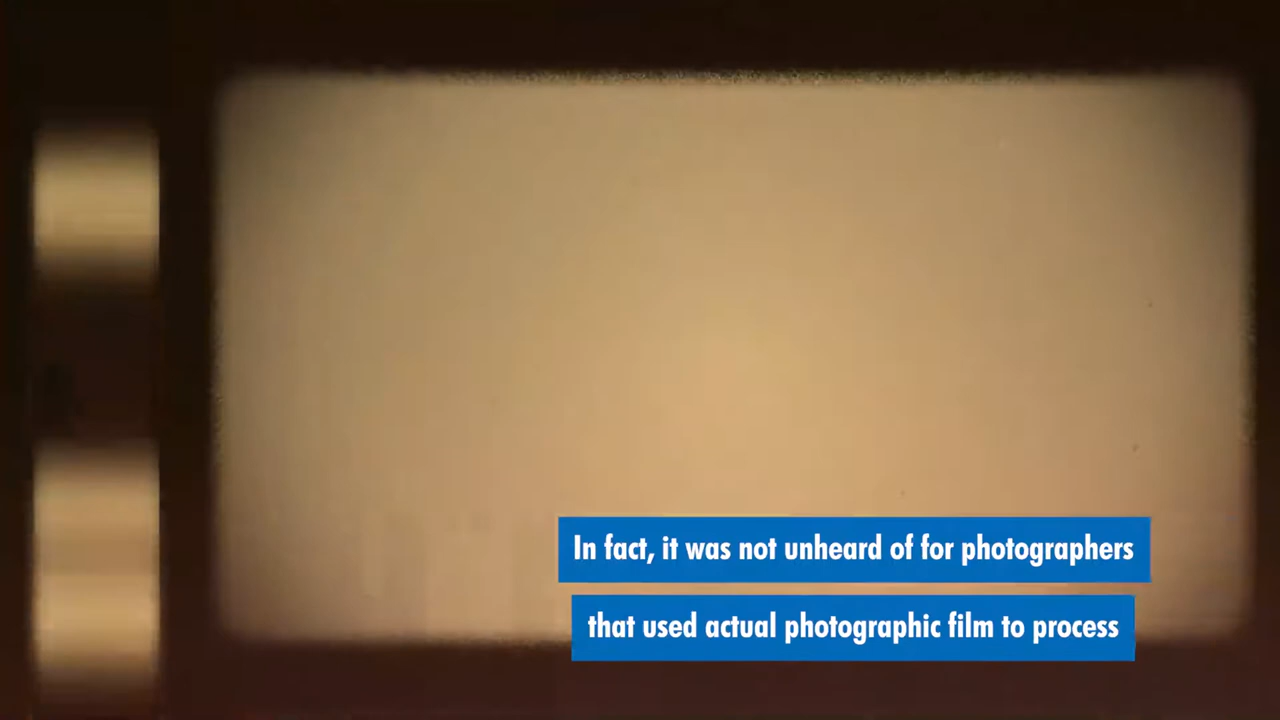 In fact, it was not unheard of for photographers
that used actual photographic film to process